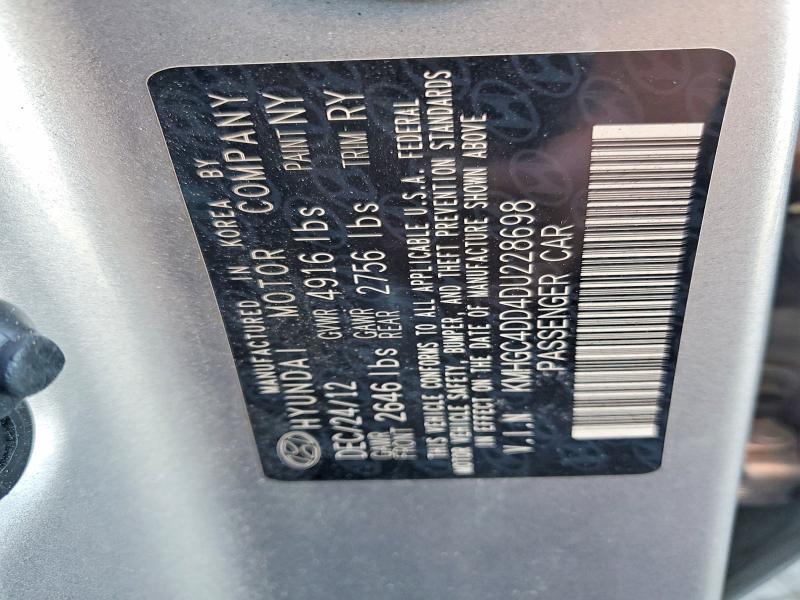 MANUFACTURED IN KOREA BY
HYUNDAI MOTOR COMPANY
DEC/24/12 GVWR 4916 lbs PAINT NY
GAWR FRONT 2646 lbs GAWR REAR 2756 lbs TRIM RY
THIS VEHICLE CONFORMS TO ALL APPLICABLE U.S.A. FEDERAL
MOTOR VEHICLE SAFETY, BUMPER, AND THEFT PREVENTION STANDARDS
IN EFFECT ON THE DATE OF MANUFACTURE SHOWN ABOVE
V.I.N KMHGC4DD4DU228698
PASSENGER CAR